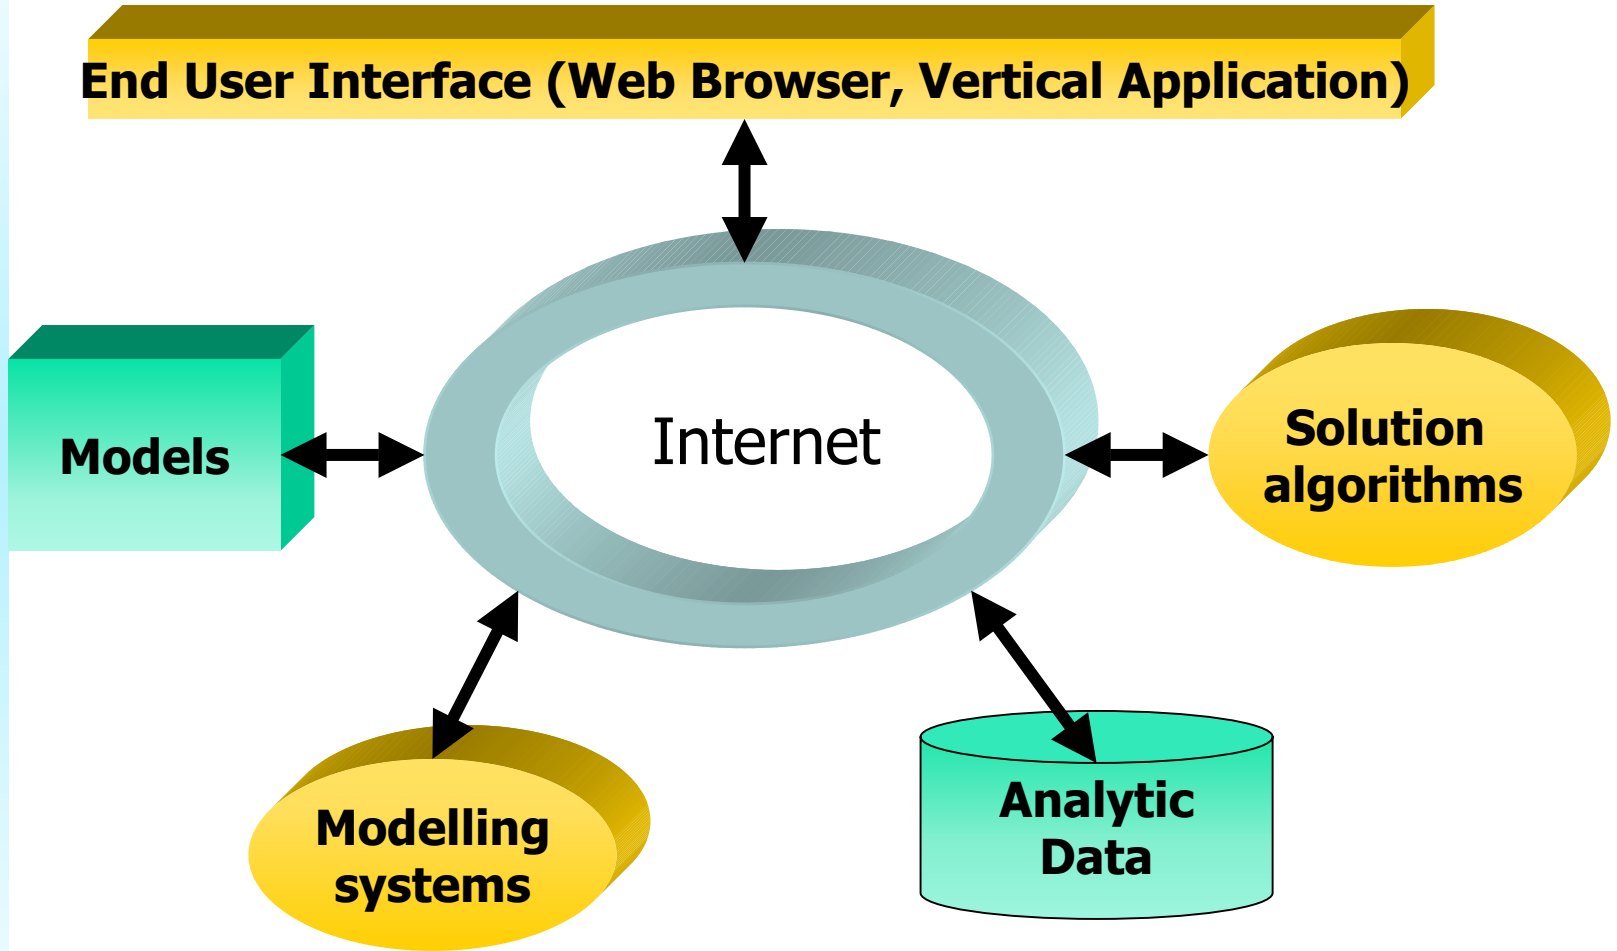 End User Interface (Web Browser, Vertical Application)
Internet
Models
Solution
algorithms
Modelling
systems
Analytic
Data